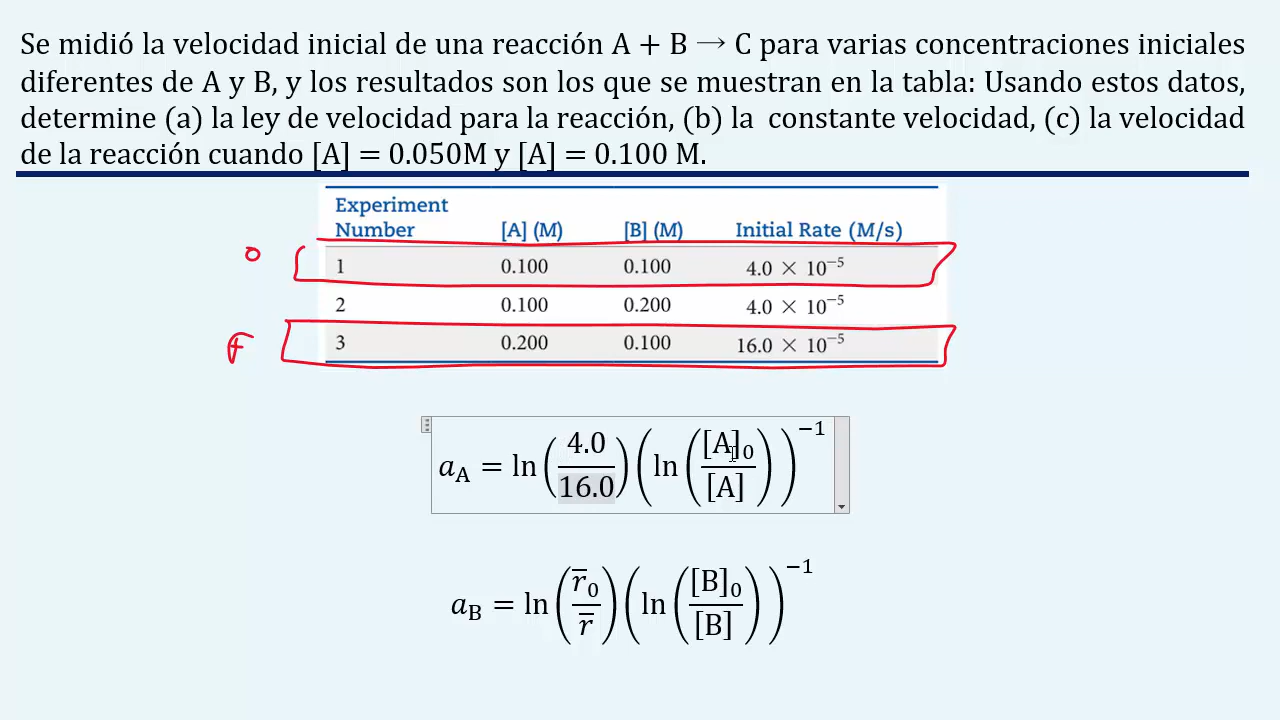 Se midió la velocidad inicial de una reacción A + B → C para varias concentraciones iniciales
diferentes de A y B, y los resultados son los que se muestran en la tabla: Usando estos datos,
determine (a) la ley de velocidad para la reacción, (b) la constante velocidad, (c) la velocidad
de la reacción cuando [A] = 0.050M y [A] = 0.100 M.
Experiment
Number [A] (M) [B] (M) Initial Rate (M/s)
o 1 0.100 0.100 4.0 × 10⁻⁵
2 0.100 0.200 4.0 × 10⁻⁵
F 3 0.200 0.100 16.0 × 10⁻⁵
a_A = ln(4.0/16.0)(ln([A]₀/[A]))⁻¹
a_B = ln(r̅₀/r̅)(ln([B]₀/[B]))⁻¹